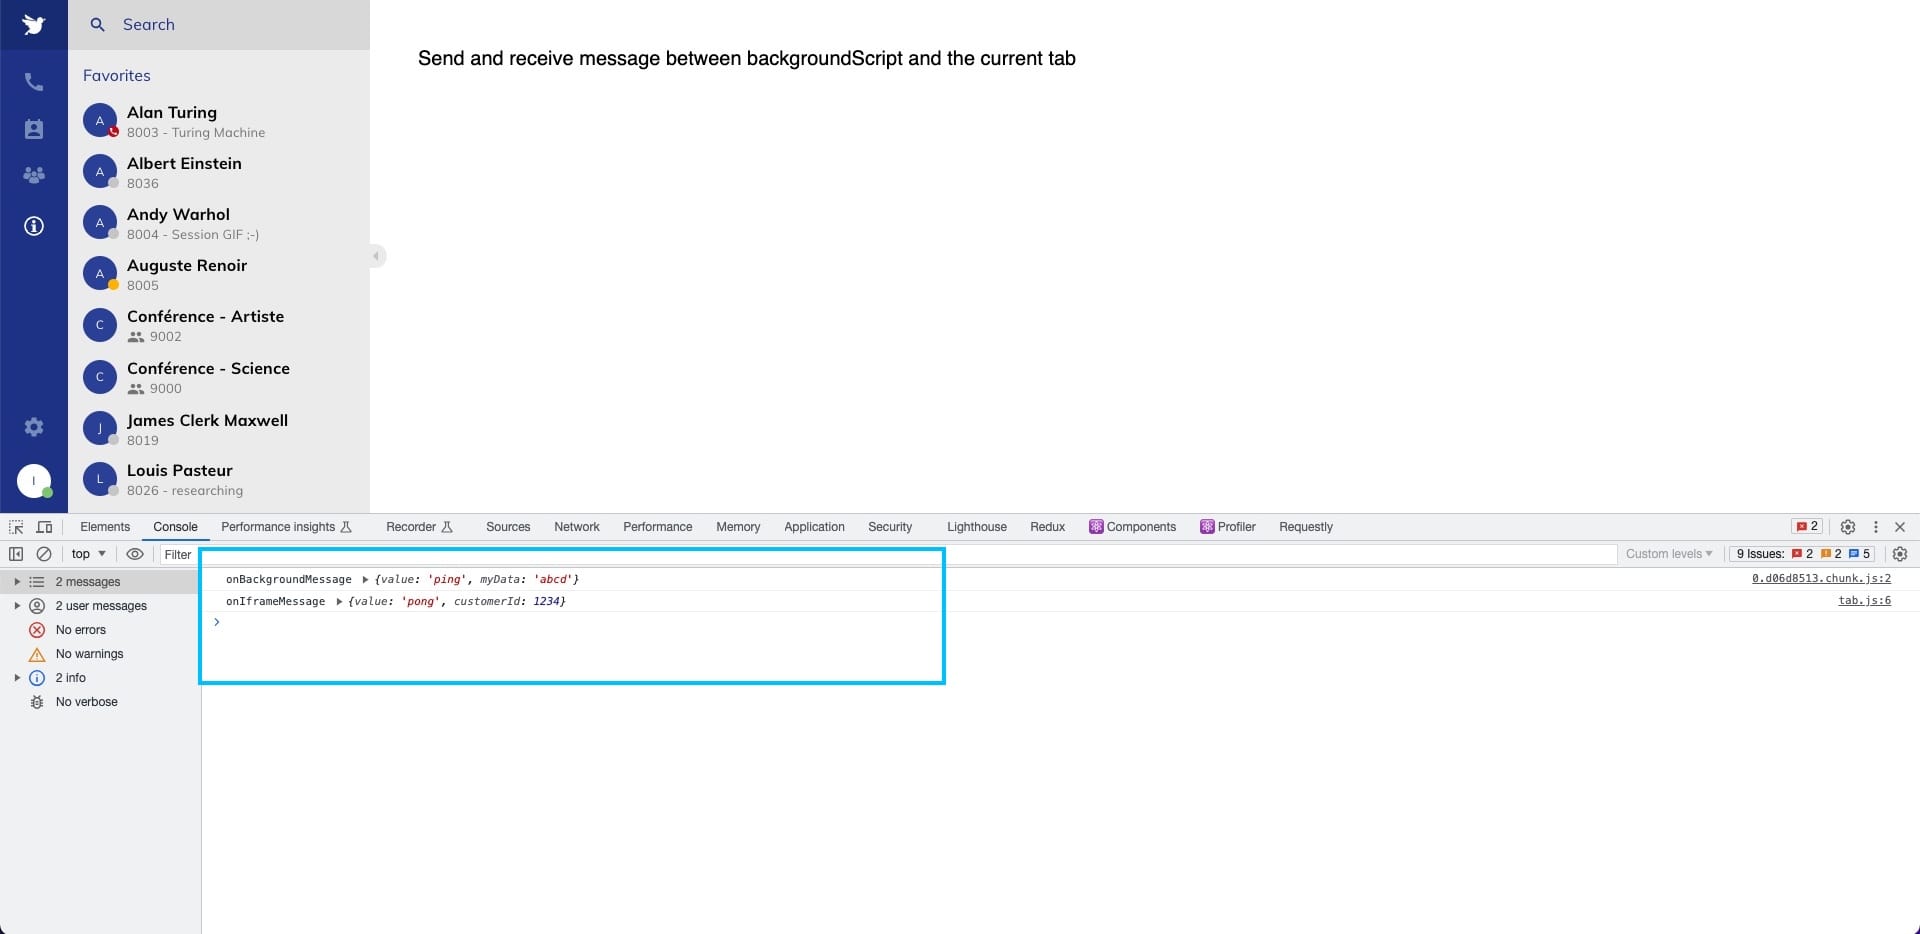 Search
Send and receive message between backgroundScript and the current tab
Favorites
A
Alan Turing
8003 - Turing Machine
A
Albert Einstein
8036
A
Andy Warhol
8004 - Session GIF ;-)
A
Auguste Renoir
8005
C
Conférence - Artiste
9002
C
Conférence - Science
9000
J
James Clerk Maxwell
8019
L
Louis Pasteur
8026 - researching
I
Elements Console Performance insights Recorder Sources Network Performance Memory Application Security Lighthouse Redux Components Profiler Requestly 2
top Filter Custom levels 9 Issues: 2 2 5
2 messages
2 user messages
No errors
No warnings
2 info
No verbose
onBackgroundMessage {value: 'ping', myData: 'abcd'} 0.d06d8513.chunk.js:2
onIframeMessage {value: 'pong', customerId: 1234} tab.js:6